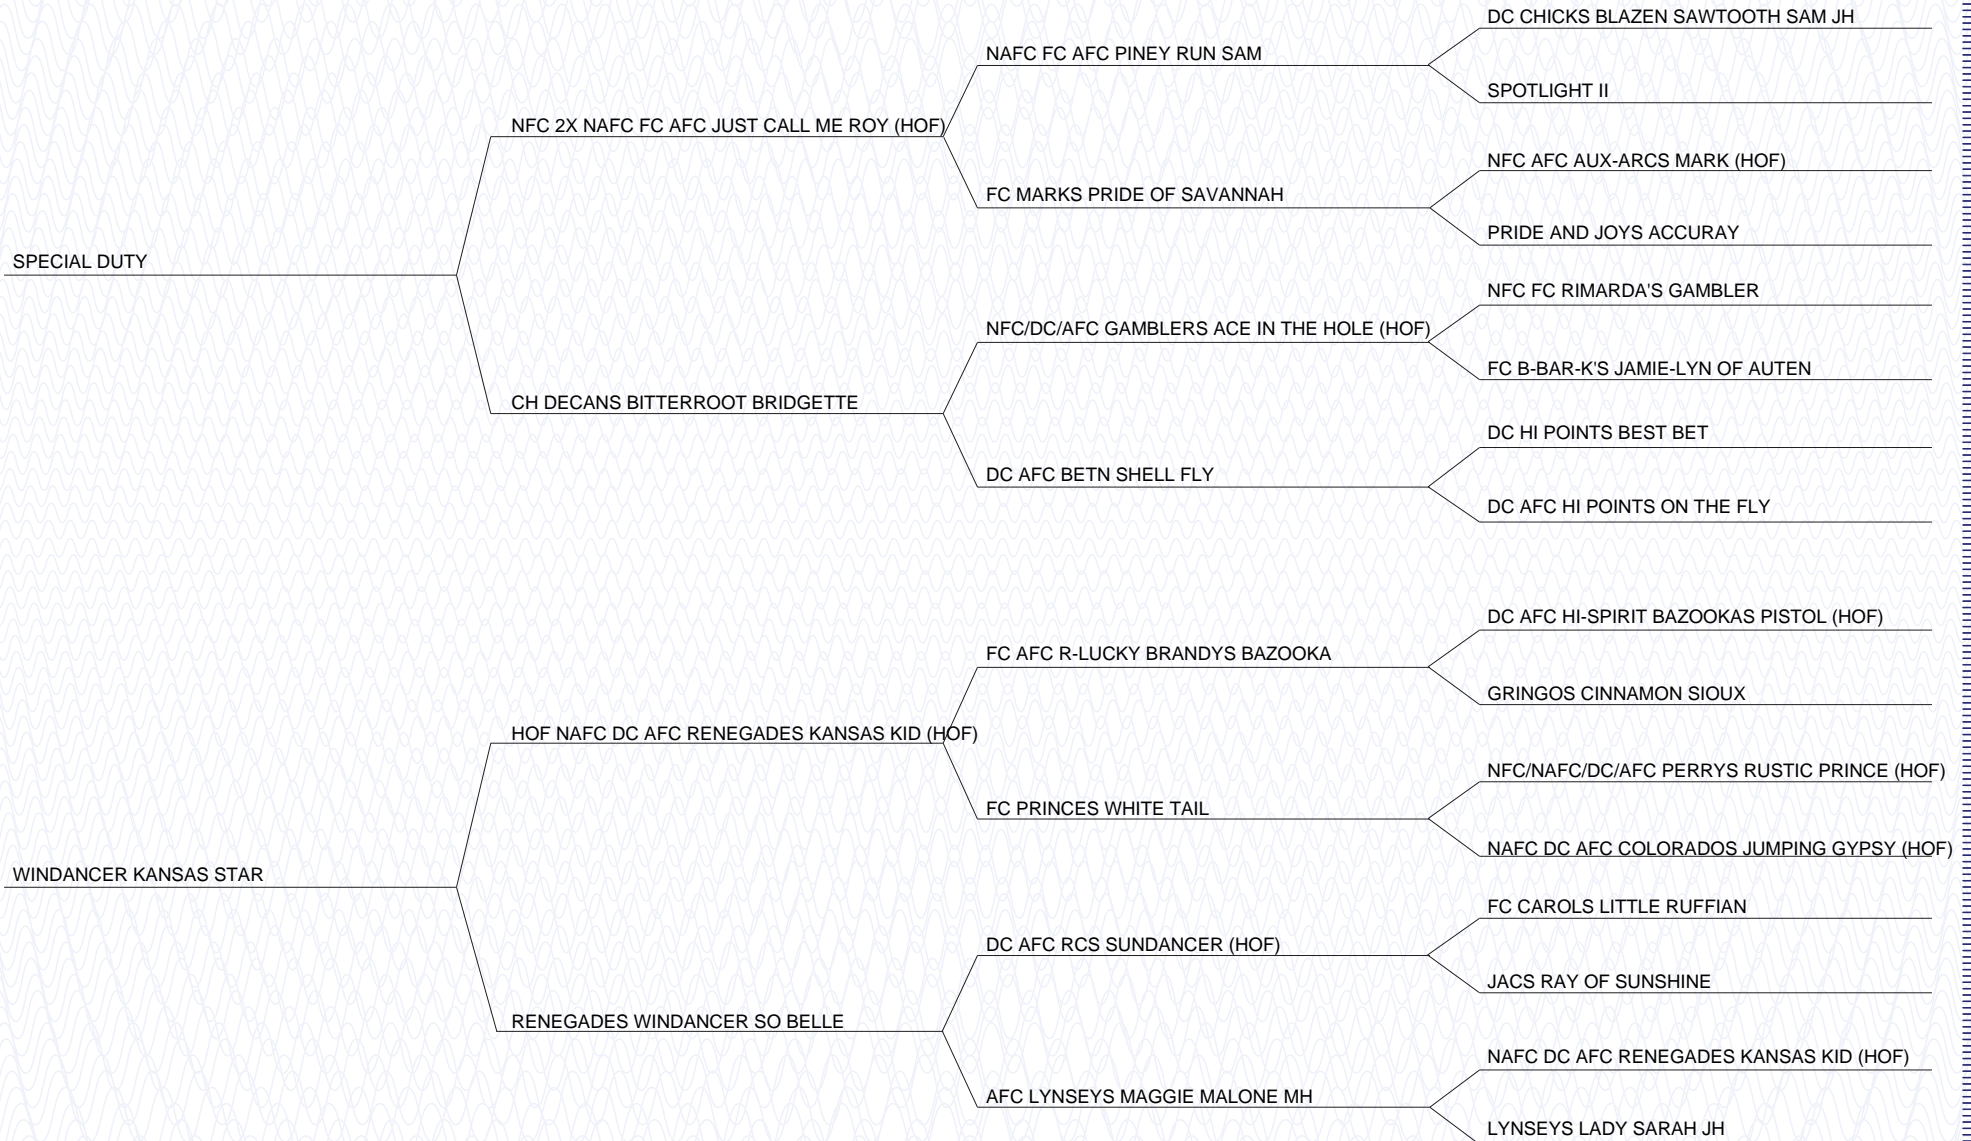 DC CHICKS BLAZEN SAWTOOTH SAM JH
NAFC FC AFC PINEY RUN SAM
SPOTLIGHT II
NFC 2X NAFC FC AFC JUST CALL ME ROY (HOF)
NFC AFC AUX-ARCS MARK (HOF)
FC MARKS PRIDE OF SAVANNAH
PRIDE AND JOYS ACCURAY
SPECIAL DUTY
NFC FC RIMARDA'S GAMBLER
NFC/DC/AFC GAMBLERS ACE IN THE HOLE (HOF)
FC B-BAR-K'S JAMIE-LYN OF AUTEN
CH DECANS BITTERROOT BRIDGETTE
DC HI POINTS BEST BET
DC AFC BETN SHELL FLY
DC AFC HI POINTS ON THE FLY
DC AFC HI-SPIRIT BAZOOKAS PISTOL (HOF)
FC AFC R-LUCKY BRANDYS BAZOOKA
GRINGOS CINNAMON SIOUX
HOF NAFC DC AFC RENEGADES KANSAS KID (HOF)
NFC/NAFC/DC/AFC PERRYS RUSTIC PRINCE (HOF)
FC PRINCES WHITE TAIL
NAFC DC AFC COLORADOS JUMPING GYPSY (HOF)
WINDANCER KANSAS STAR
FC CAROLS LITTLE RUFFIAN
DC AFC RCS SUNDANCER (HOF)
JACS RAY OF SUNSHINE
RENEGADES WINDANCER SO BELLE
NAFC DC AFC RENEGADES KANSAS KID (HOF)
AFC LYNSEYS MAGGIE MALONE MH
LYNSEYS LADY SARAH JH